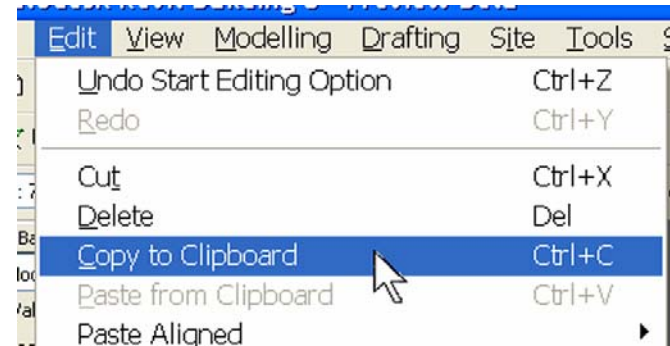 Edit View Modelling Drafting Site Tools
Undo Start Editing Option Ctrl+Z
Redo Ctrl+Y
Cut Ctrl+X
Delete Del
Copy to Clipboard Ctrl+C
Paste from Clipboard Ctrl+V
Paste Aligned